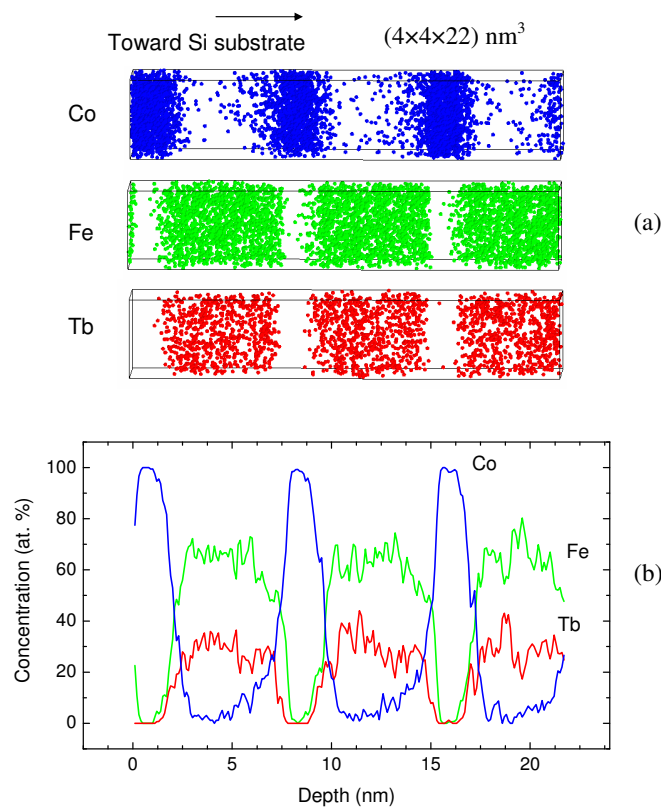 Toward Si substrate
(4×4×22) nm³
Co
Fe
(a)
Tb
Co
Fe
Tb
(b)
Concentration (at. %)
100
80
60
40
20
0
0 5 10 15 20
Depth (nm)